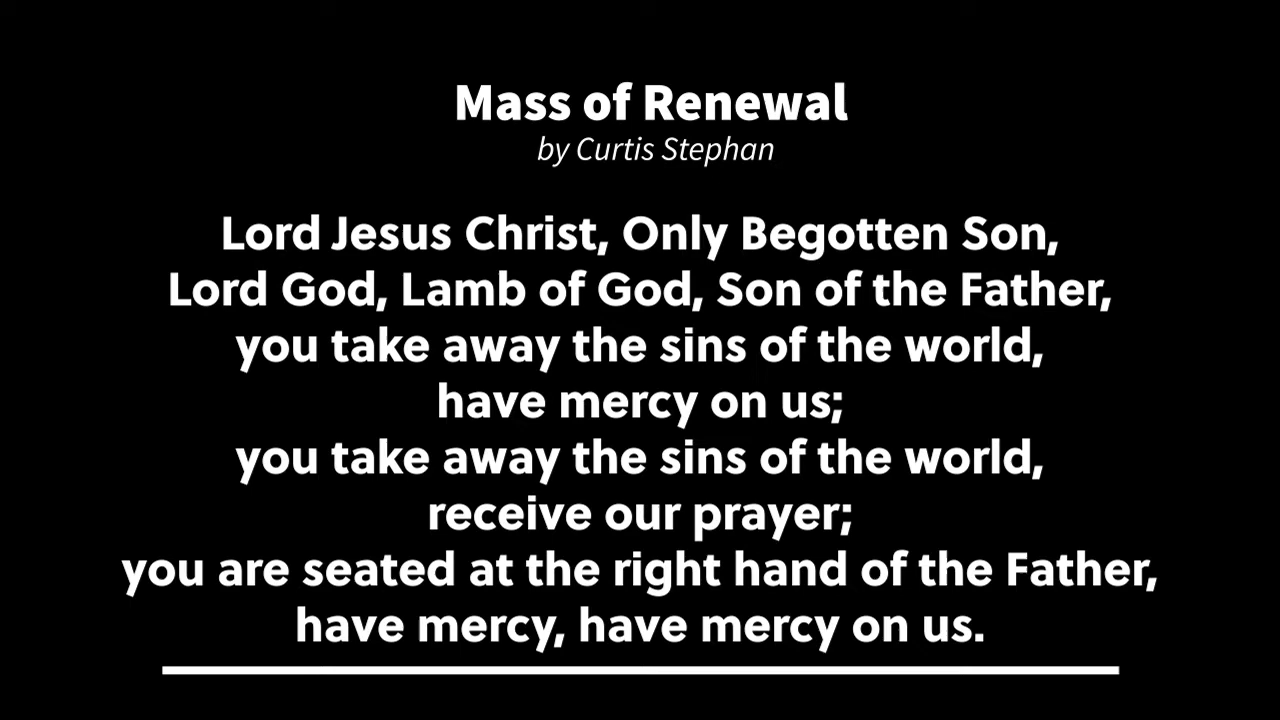 Mass of Renewal
by Curtis Stephan
Lord Jesus Christ, Only Begotten Son,
Lord God, Lamb of God, Son of the Father,
you take away the sins of the world,
have mercy on us;
you take away the sins of the world,
receive our prayer;
you are seated at the right hand of the Father,
have mercy, have mercy on us.